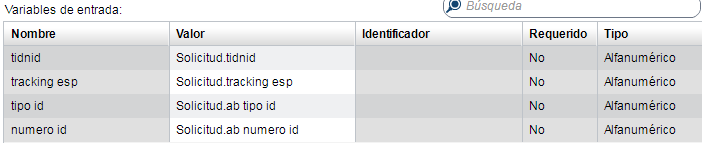 Variables de entrada:
Búsqueda
Nombre Valor Identificador Requerido Tipo
tidnid Solicitud.tidnid No Alfanumérico
tracking esp Solicitud.tracking esp No Alfanumérico
tipo id Solicitud.ab tipo id No Alfanumérico
numero id Solicitud.ab numero id No Alfanumérico